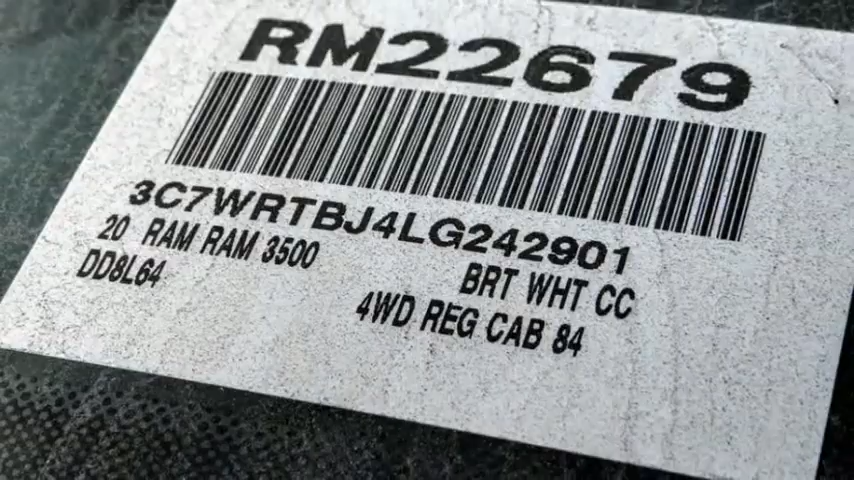 RM22679
3C7WRTBJ4LG242901
20 RAM RAM 3500
BRT WHT CC
DD8L64
4WD REG CAB 84